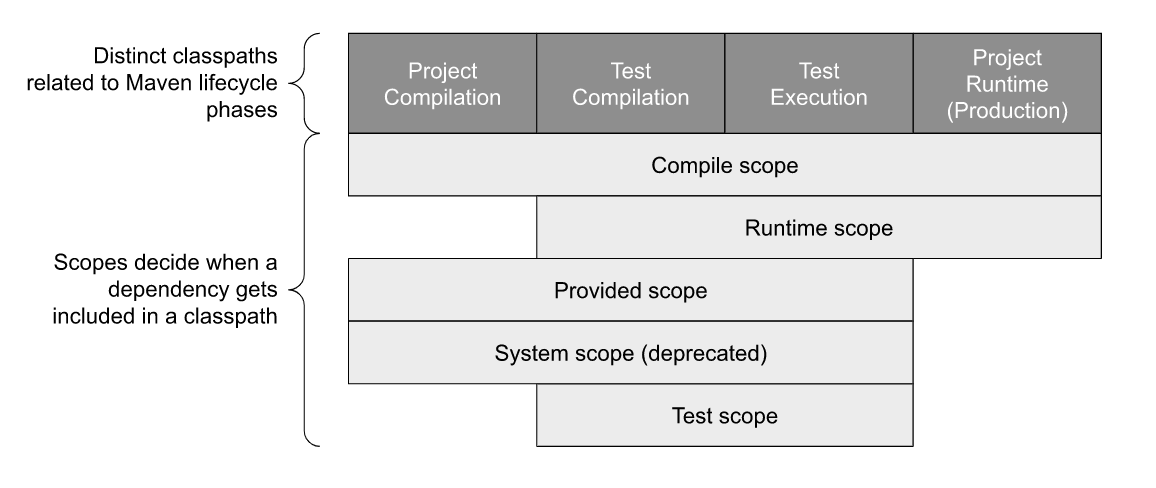 Distinct classpaths
related to Maven lifecycle
phases
Project
Compilation
Test
Compilation
Test
Execution
Project
Runtime
(Production)
Compile scope
Runtime scope
Scopes decide when a
dependency gets
included in a classpath
Provided scope
System scope (deprecated)
Test scope